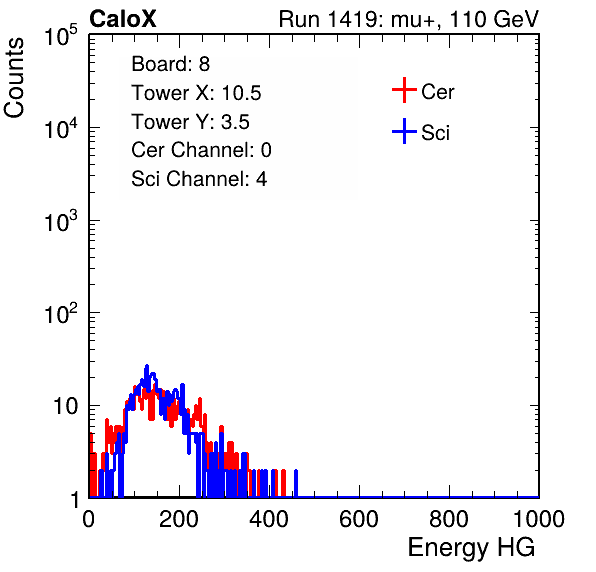 CaloX Run 1419: mu+, 110 GeV
Counts
10^5
10^4
10^3
10^2
10
1
Board: 8
Tower X: 10.5
Tower Y: 3.5
Cer Channel: 0
Sci Channel: 4
Cer
Sci
0 200 400 600 800 1000
Energy HG